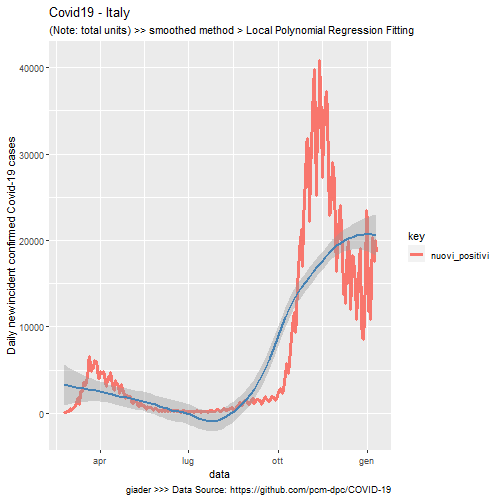 Covid19 - Italy
(Note: total units) >> smoothed method > Local Polynomial Regression Fitting
Daily new/incident confirmed Covid-19 cases
40000
30000
20000
10000
0
apr
lug
ott
gen
data
key
nuovi_positivi
giader >>> Data Source: https://github.com/pcm-dpc/COVID-19